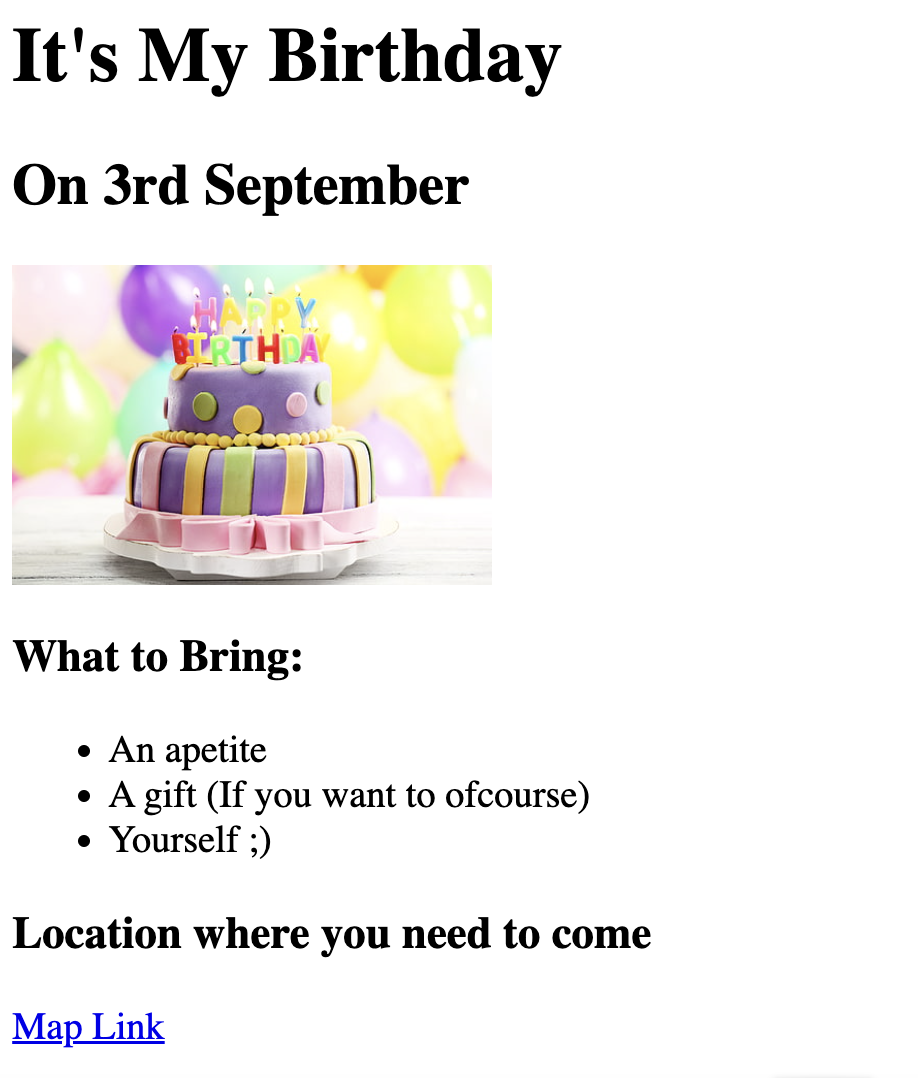 It's My Birthday
On 3rd September
HAPPY
BIRTHDAY
What to Bring:
An apetite
A gift (If you want to ofcourse)
Yourself ;)
Location where you need to come
Map Link